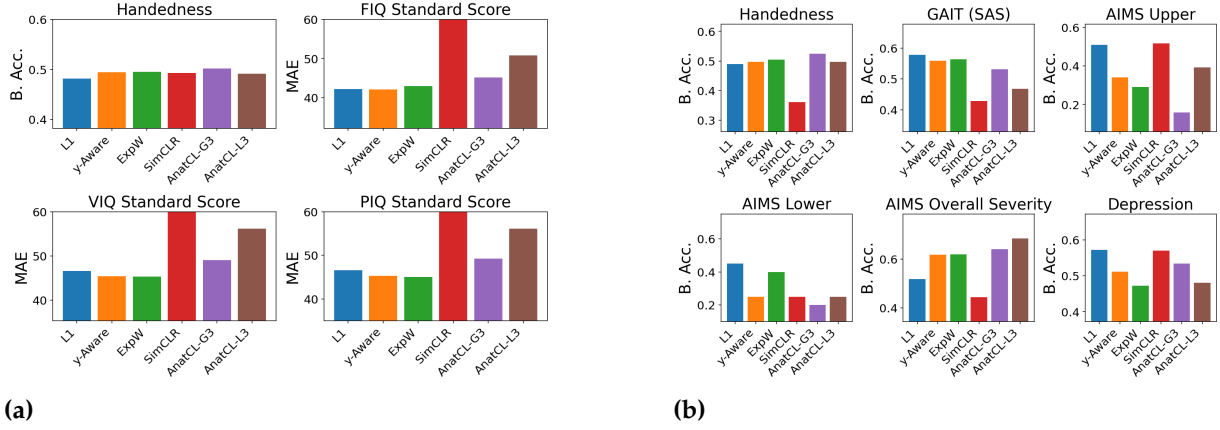 Handedness
0.6
0.5
0.4
B. Acc.
L1
y-Aware
ExpW
SimCLR
AnatCL-G3
AnatCL-L3
FIQ Standard Score
60
50
40
MAE
L1
y-Aware
ExpW
SimCLR
AnatCL-G3
AnatCL-L3
VIQ Standard Score
60
50
40
MAE
L1
y-Aware
ExpW
SimCLR
AnatCL-G3
AnatCL-L3
PIQ Standard Score
60
50
40
MAE
L1
y-Aware
ExpW
SimCLR
AnatCL-G3
AnatCL-L3
(a)
Handedness
0.6
0.5
0.4
0.3
B. Acc.
L1
y-Aware
ExpW
SimCLR
AnatCL-G3
AnatCL-L3
GAIT (SAS)
0.6
0.5
0.4
B. Acc.
L1
y-Aware
ExpW
SimCLR
AnatCL-G3
AnatCL-L3
AIMS Upper
0.6
0.4
0.2
B. Acc.
L1
y-Aware
ExpW
SimCLR
AnatCL-G3
AnatCL-L3
AIMS Lower
0.6
0.4
0.2
B. Acc.
L1
y-Aware
ExpW
SimCLR
AnatCL-G3
AnatCL-L3
AIMS Overall Severity
0.6
0.4
B. Acc.
L1
y-Aware
ExpW
SimCLR
AnatCL-G3
AnatCL-L3
Depression
0.6
0.5
0.4
B. Acc.
L1
y-Aware
ExpW
SimCLR
AnatCL-G3
AnatCL-L3
(b)